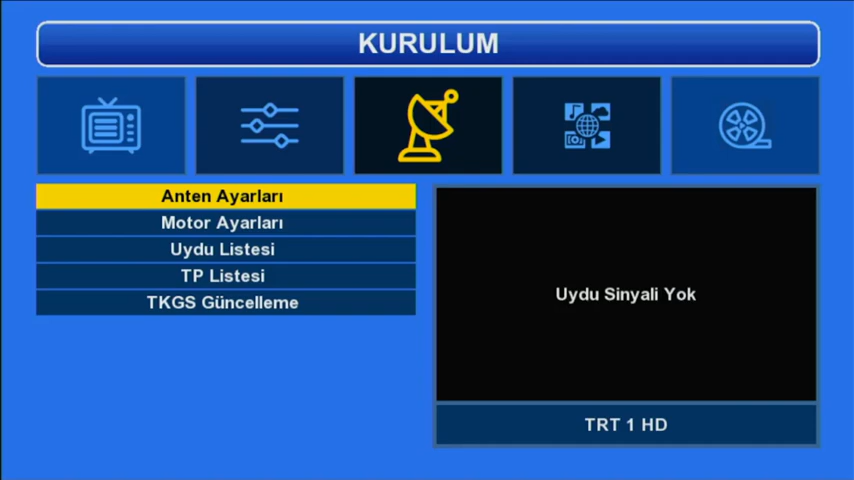 KURULUM
Anten Ayarları
Motor Ayarları
Uydu Listesi
TP Listesi
TKGS Güncelleme
Uydu Sinyali Yok
TRT 1 HD